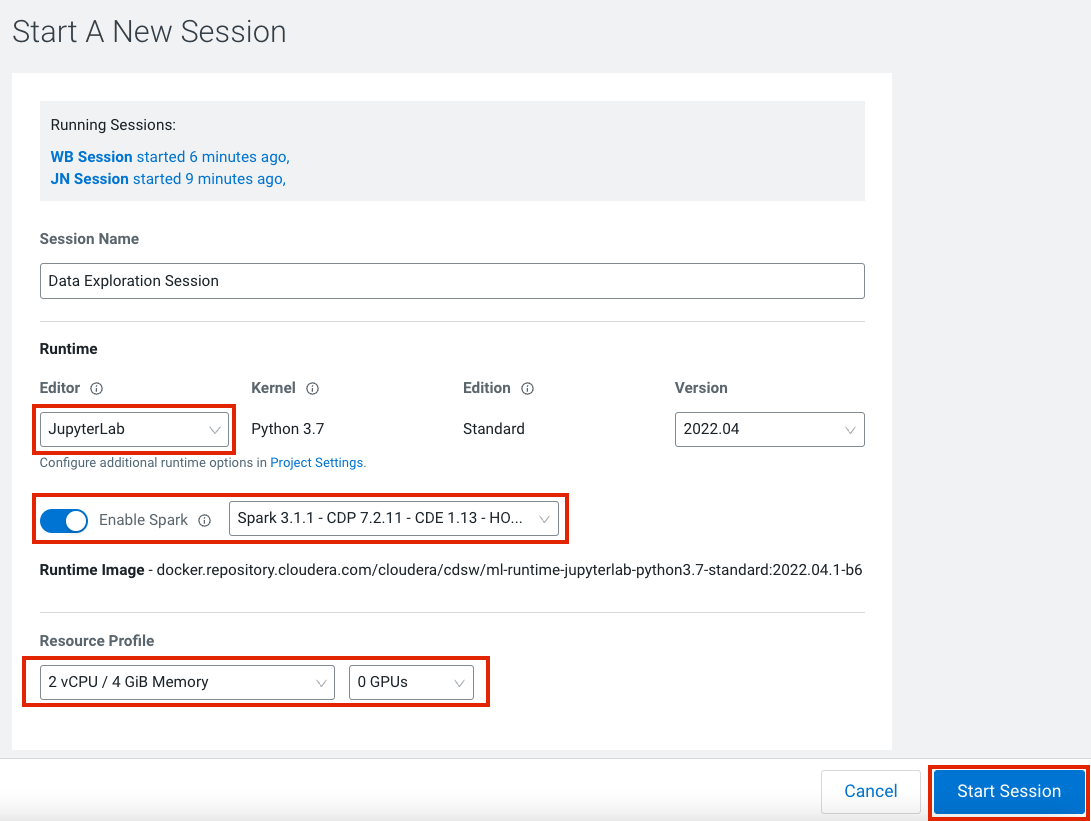 Start A New Session
Running Sessions:
WB Session started 6 minutes ago,
JN Session started 9 minutes ago,
Session Name
Data Exploration Session
Runtime
Editor Kernel Edition Version
JupyterLab Python 3.7 Standard 2022.04
Configure additional runtime options in Project Settings.
Enable Spark Spark 3.1.1 - CDP 7.2.11 - CDE 1.13 - HO...
Runtime Image - docker.repository.cloudera.com/cloudera/cdsw/ml-runtime-jupyterlab-python3.7-standard:2022.04.1-b6
Resource Profile
2 vCPU / 4 GiB Memory 0 GPUs
Cancel Start Session